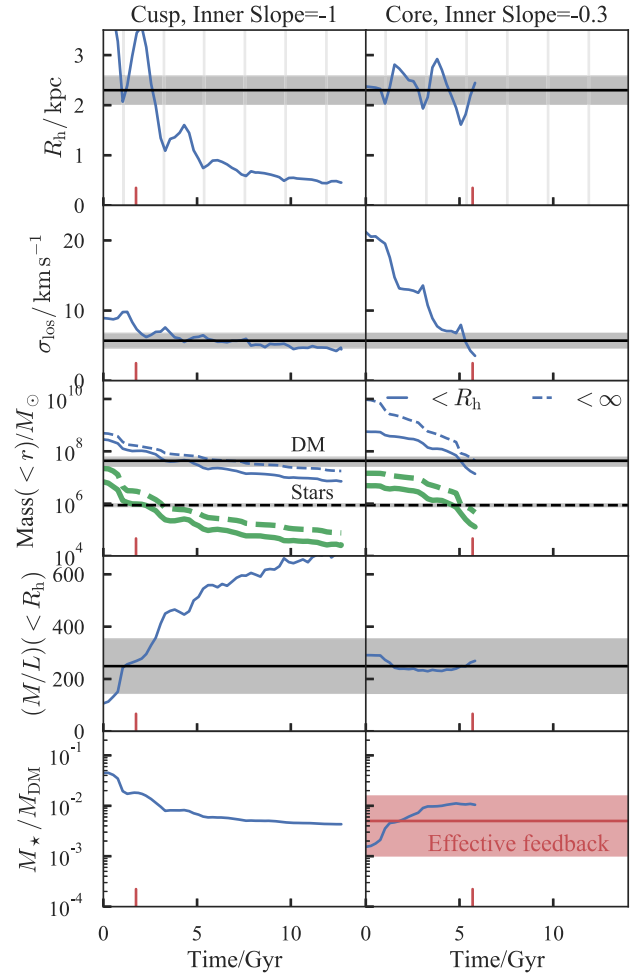 Cusp, Inner Slope=-1 Core, Inner Slope=-0.3
R_h / kpc
3
2
1
0
σ_los / km s^−1
20
10
0
Mass(< r)/M_⊙
10^10
10^8
10^6
10^4
< R_h < ∞
DM
Stars
(M/L)(< R_h)
600
400
200
0
M_⋆/M_DM
10^−1
10^−2
10^−3
10^−4
Effective feedback
0 5 10 0 5 10
Time/Gyr Time/Gyr